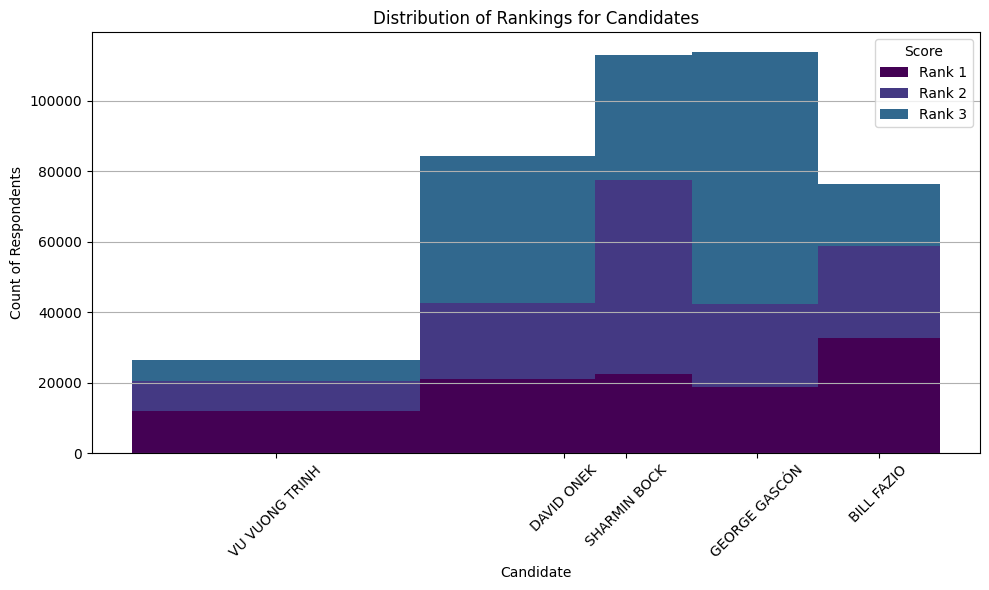 Distribution of Rankings for Candidates
Score
Rank 1
Rank 2
Rank 3
Count of Respondents
100000
80000
60000
40000
20000
0
VU VUONG TRINH
DAVID ONEK
SHARMIN BOCK
GEORGE GASCÓN
BILL FAZIO
Candidate